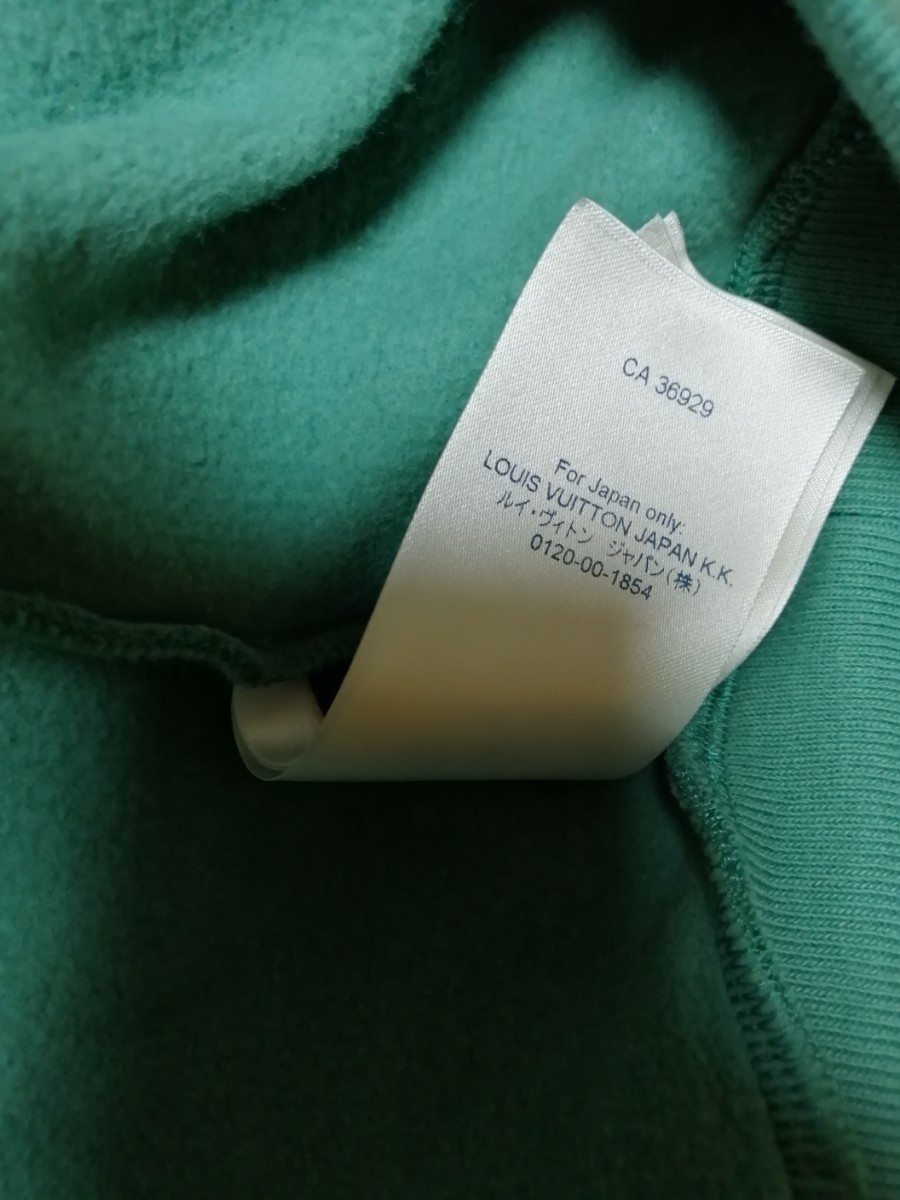 CA 36929
For Japan only:
LOUIS VUITTON JAPAN K.K.
ルイ・ヴィトン ジャパン(株)
0120-00-1854